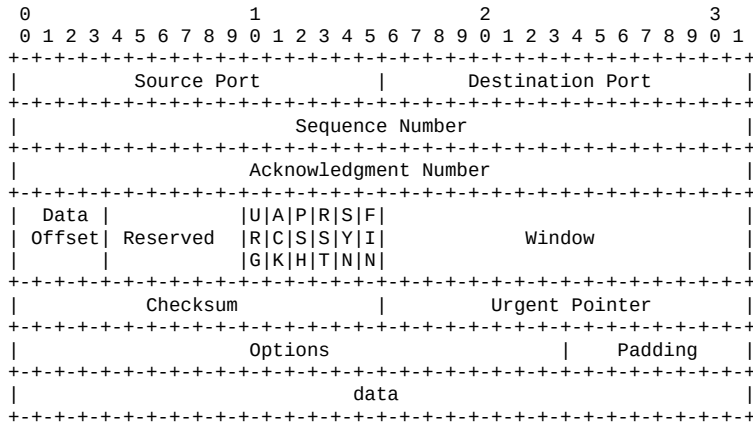 0                   1                   2                   3
 0 1 2 3 4 5 6 7 8 9 0 1 2 3 4 5 6 7 8 9 0 1 2 3 4 5 6 7 8 9 0 1
+-+-+-+-+-+-+-+-+-+-+-+-+-+-+-+-+-+-+-+-+-+-+-+-+-+-+-+-+-+-+-+-+
|          Source Port          |       Destination Port        |
+-+-+-+-+-+-+-+-+-+-+-+-+-+-+-+-+-+-+-+-+-+-+-+-+-+-+-+-+-+-+-+-+
|                        Sequence Number                        |
+-+-+-+-+-+-+-+-+-+-+-+-+-+-+-+-+-+-+-+-+-+-+-+-+-+-+-+-+-+-+-+-+
|                    Acknowledgment Number                      |
+-+-+-+-+-+-+-+-+-+-+-+-+-+-+-+-+-+-+-+-+-+-+-+-+-+-+-+-+-+-+-+-+
|  Data |           |U|A|P|R|S|F|                               |
| Offset| Reserved  |R|C|S|S|Y|I|            Window             |
|       |           |G|K|H|T|N|N|                               |
+-+-+-+-+-+-+-+-+-+-+-+-+-+-+-+-+-+-+-+-+-+-+-+-+-+-+-+-+-+-+-+-+
|           Checksum            |         Urgent Pointer        |
+-+-+-+-+-+-+-+-+-+-+-+-+-+-+-+-+-+-+-+-+-+-+-+-+-+-+-+-+-+-+-+-+
|                    Options                    |    Padding    |
+-+-+-+-+-+-+-+-+-+-+-+-+-+-+-+-+-+-+-+-+-+-+-+-+-+-+-+-+-+-+-+-+
|                             data                              |
+-+-+-+-+-+-+-+-+-+-+-+-+-+-+-+-+-+-+-+-+-+-+-+-+-+-+-+-+-+-+-+-+